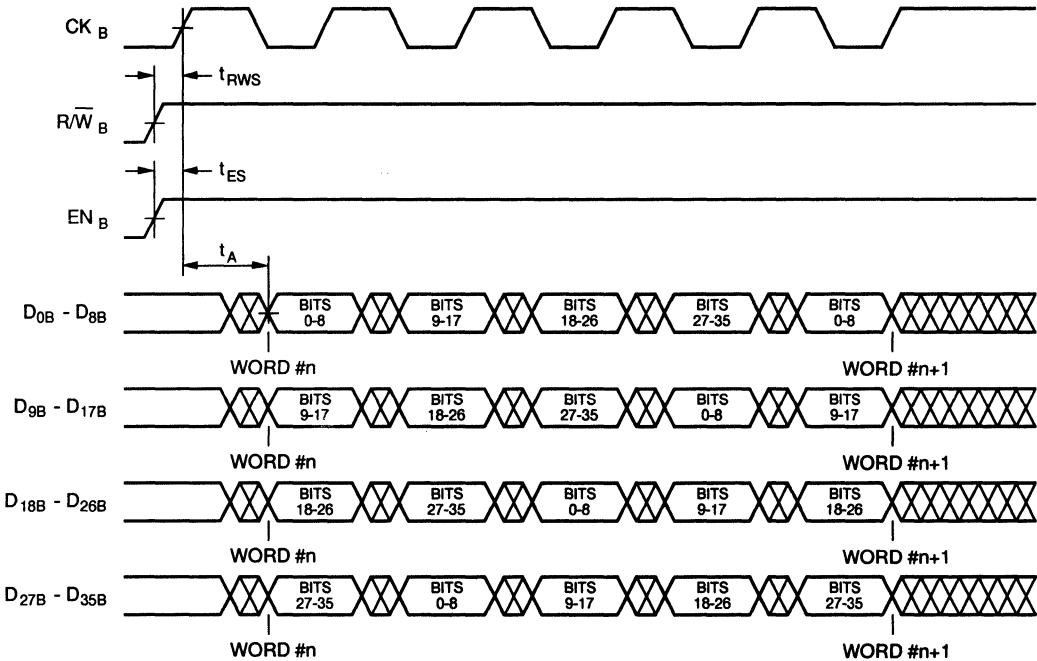 CK B
tRWS
R/W̅ B
tES
EN B
tA
D0B - D8B
BITS 0-8
BITS 9-17
BITS 18-26
BITS 27-35
BITS 0-8
WORD #n
WORD #n+1
D9B - D17B
BITS 9-17
BITS 18-26
BITS 27-35
BITS 0-8
BITS 9-17
WORD #n
WORD #n+1
D18B - D26B
BITS 18-26
BITS 27-35
BITS 0-8
BITS 9-17
BITS 18-26
WORD #n
WORD #n+1
D27B - D35B
BITS 27-35
BITS 0-8
BITS 9-17
BITS 18-26
BITS 27-35
WORD #n
WORD #n+1